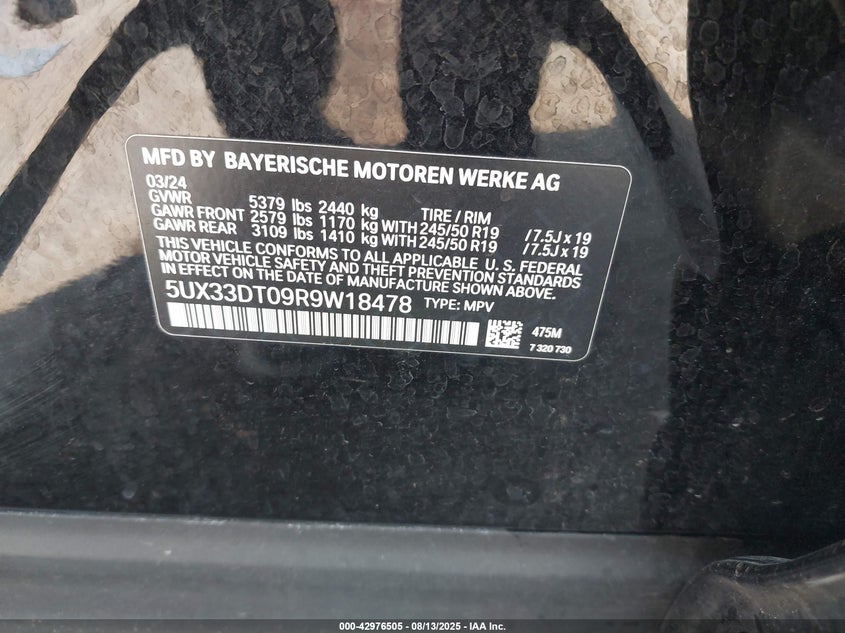 MFD BY BAYERISCHE MOTOREN WERKE AG
03/24
GVWR 5379 lbs 2440 kg TIRE / RIM
GAWR FRONT 2579 lbs 1170 kg WITH 245/50 R19 / 7.5J x 19
GAWR REAR 3109 lbs 1410 kg WITH 245/50 R19 / 7.5J x 19
THIS VEHICLE CONFORMS TO ALL APPLICABLE U.S. FEDERAL
MOTOR VEHICLE SAFETY AND THEFT PREVENTION STANDARDS
IN EFFECT ON THE DATE OF MANUFACTURE SHOWN ABOVE.
5UX33DT09R9W18478 TYPE: MPV
475M
7 320 730
000-42976505 - 08/13/2025 - IAA Inc.